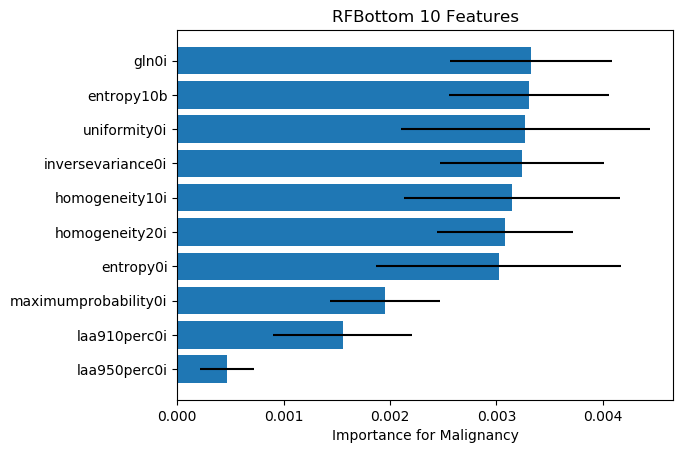 RFBottom 10 Features
gln0i
entropy10b
uniformity0i
inversevariance0i
homogeneity10i
homogeneity20i
entropy0i
maximumprobability0i
laa910perc0i
laa950perc0i
0.000 0.001 0.002 0.003 0.004
Importance for Malignancy